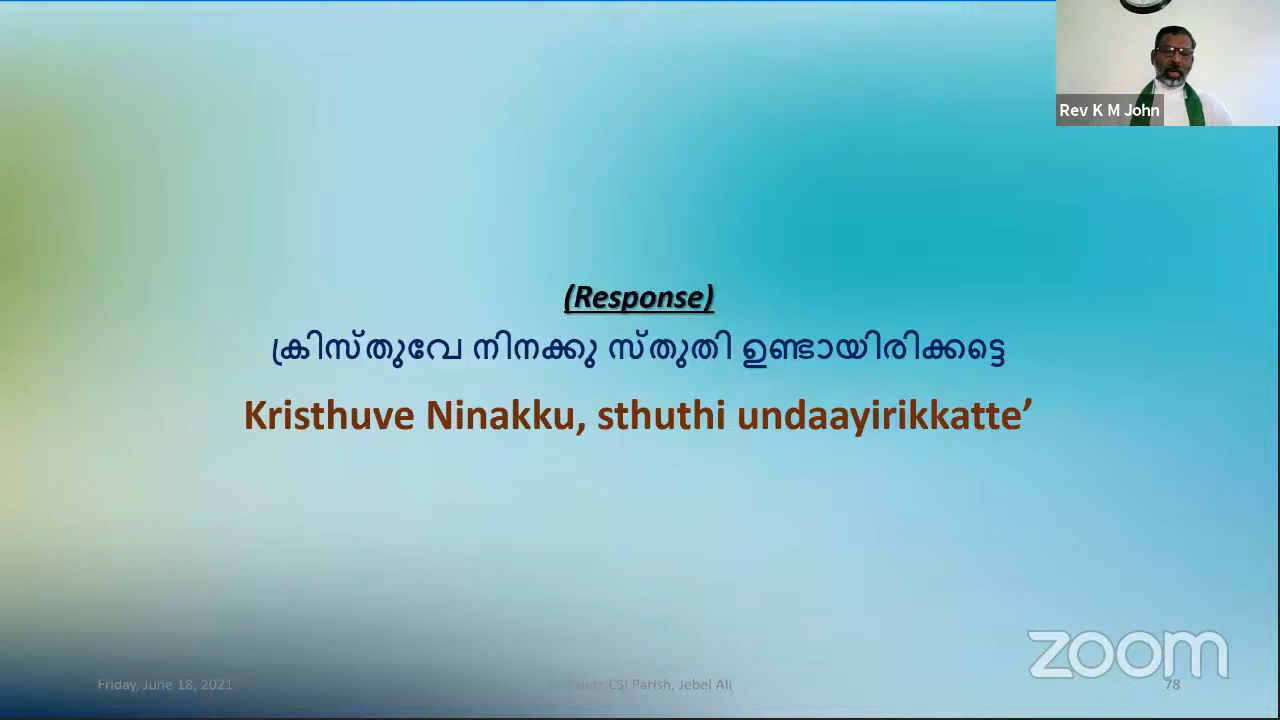 Rev K M John
(Response)
ക്രിസ്തുവേ നിനക്കു സ്തുതി ഉണ്ടായിരിക്കട്ടെ
Kristhuve Ninakku, sthuthi undaayirikkatte’
zoom
Friday, June 18, 2021
CSI Parish, Jebel Ali
78